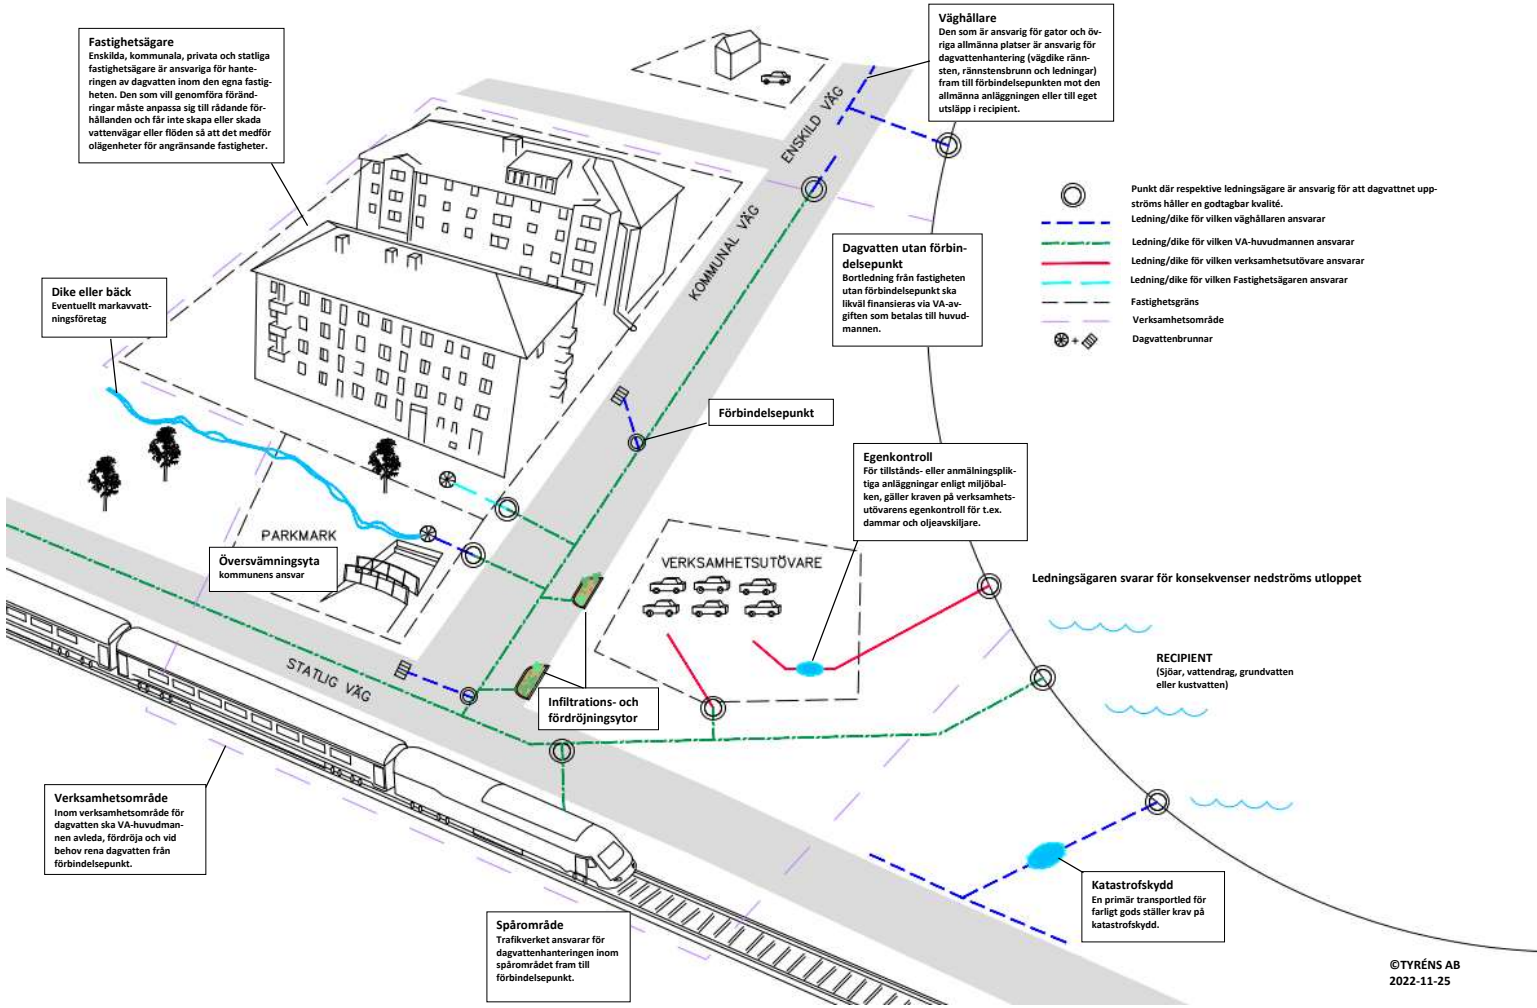 Fastighetsägare
Enskilda, kommunala, privata och statliga
fastighetsägare är ansvariga för hante-
ringen av dagvatten inom den egna fastig-
heten. Den som vill genomföra föränd-
ringar måste anpassa sig till rådande för-
hållanden och får inte skapa eller skada
vattenvägar eller flöden så att det medför
olägenheter för angränsande fastigheter.
Väghållare
Den som är ansvarig för gator och öv-
riga allmänna platser är ansvarig för
dagvattenhantering (vägdike ränn-
sten, rännstensbrunn och ledningar)
fram till förbindelsepunkten mot den
allmänna anläggningen eller till eget
utsläpp i recipient.
ENSKILD VÄG
KOMMUNAL VÄG
Punkt där respektive ledningsägare är ansvarig för att dagvattnet upp-
ströms håller en godtagbar kvalité.
Ledning/dike för vilken väghållaren ansvarar
Ledning/dike för vilken VA-huvudmannen ansvarar
Ledning/dike för vilken verksamhetsutövare ansvarar
Ledning/dike för vilken Fastighetsägaren ansvarar
Fastighetsgräns
Verksamhetsområde
+
Dagvattenbrunnar
Dagvatten utan förbin-
delsepunkt
Bortledning från fastigheten
utan förbindelsepunkt ska
likväl finansieras via VA-av-
giften som betalas till huvud-
mannen.
Dike eller bäck
Eventuellt markavvatt-
ningsföretag
Förbindelsepunkt
Egenkontroll
För tillstånds- eller anmälningsplik-
tiga anläggningar enligt miljöbal-
ken, gäller kraven på verksamhets-
utövarens egenkontroll för t.ex.
dammar och oljeavskiljare.
PARKMARK
Översvämningsyta
kommunens ansvar
VERKSAMHETSUTÖVARE
Ledningsägaren svarar för konsekvenser nedströms utloppet
RECIPIENT
(Sjöar, vattendrag, grundvatten
eller kustvatten)
STATLIG VÄG
Infiltrations- och
fördröjningsytor
Verksamhetsområde
Inom verksamhetsområde för
dagvatten ska VA-huvudman-
nen avleda, fördröja och vid
behov rena dagvatten från
förbindelsepunkt.
Katastrofskydd
En primär transportled för
farligt gods ställer krav på
katastrofskydd.
Spårområde
Trafikverket ansvarar för
dagvattenhanteringen inom
spårområdet fram till
förbindelsepunkt.
©TYRÉNS AB
2022-11-25